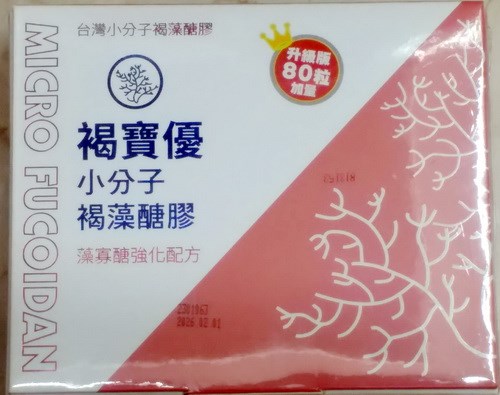 台灣小分子褐藻醣膠
升級版
80粒
加量
褐寶優
小分子
褐藻醣膠
藻寡醣強化配方
MICRO FUCOIDAN
2026 02 01